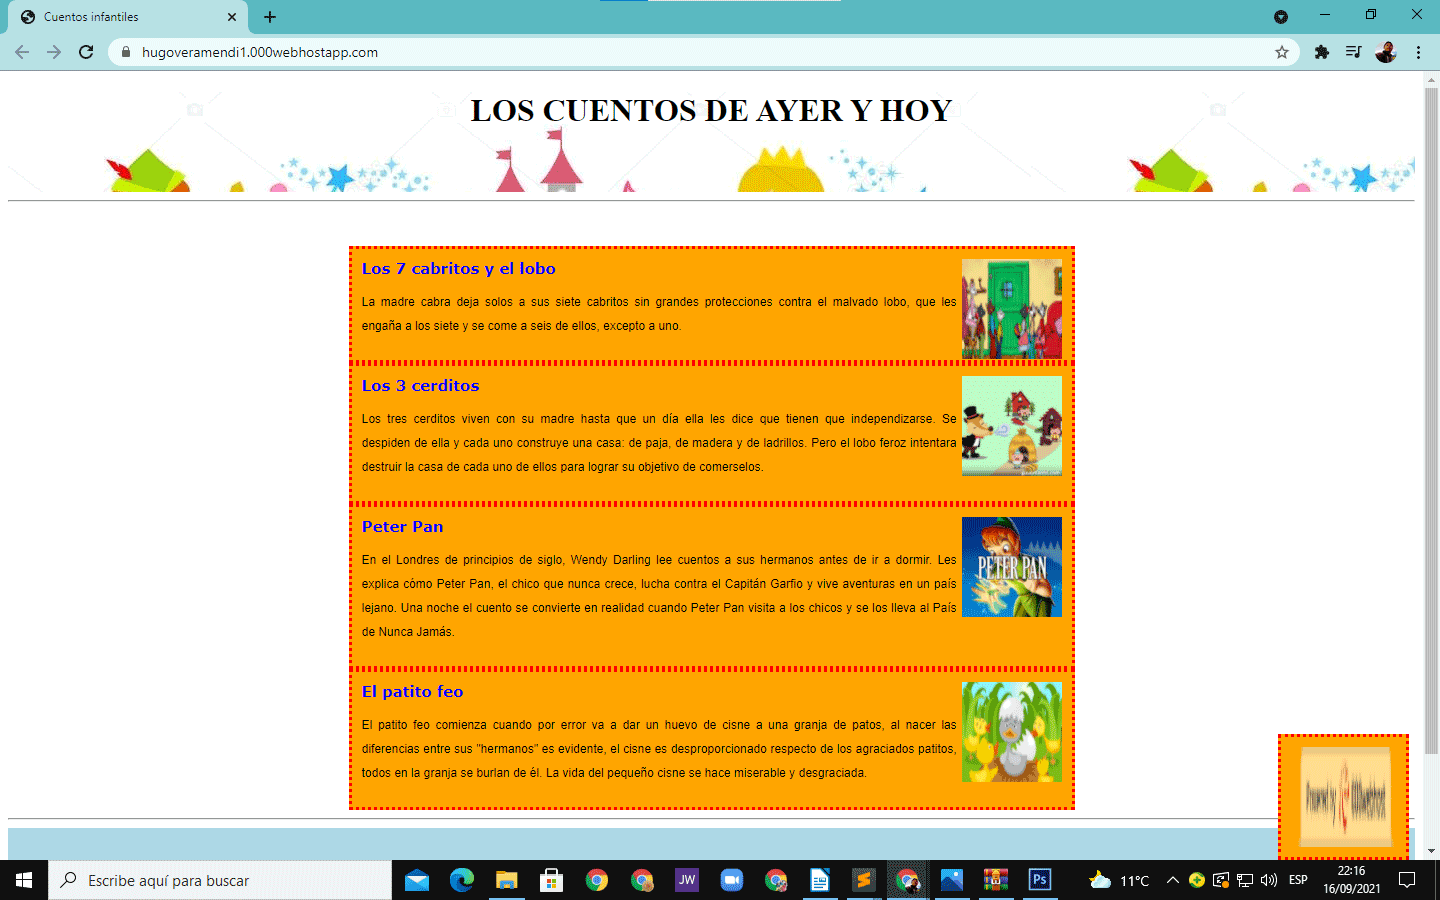 Cuentos infantiles
hugoveramendi1.000webhostapp.com
LOS CUENTOS DE AYER Y HOY
Los 7 cabritos y el lobo
La madre cabra deja solos a sus siete cabritos sin grandes protecciones contra el malvado lobo, que les
engaña a los siete y se come a seis de ellos, excepto a uno.
Los 3 cerditos
Los tres cerditos viven con su madre hasta que un día ella les dice que tienen que independizarse. Se
despiden de ella y cada uno construye una casa: de paja, de madera y de ladrillos. Pero el lobo feroz intentara
destruir la casa de cada uno de ellos para lograr su objetivo de comerselos.
Peter Pan
En el Londres de principios de siglo, Wendy Darling lee cuentos a sus hermanos antes de ir a dormir. Les
explica cómo Peter Pan, el chico que nunca crece, lucha contra el Capitán Garfio y vive aventuras en un país
lejano. Una noche el cuento se convierte en realidad cuando Peter Pan visita a los chicos y se los lleva al País
de Nunca Jamás.
PETER PAN
El patito feo
El patito feo comienza cuando por error va a dar un huevo de cisne a una granja de patos, al nacer las
diferencias entre sus "hermanos" es evidente, el cisne es desproporcionado respecto de los agraciados patitos,
todos en la granja se burlan de él. La vida del pequeño cisne se hace miserable y desgraciada.
Powered by 000webhost
Escribe aquí para buscar
JW
Ps
11°C
ESP
22:16
16/09/2021